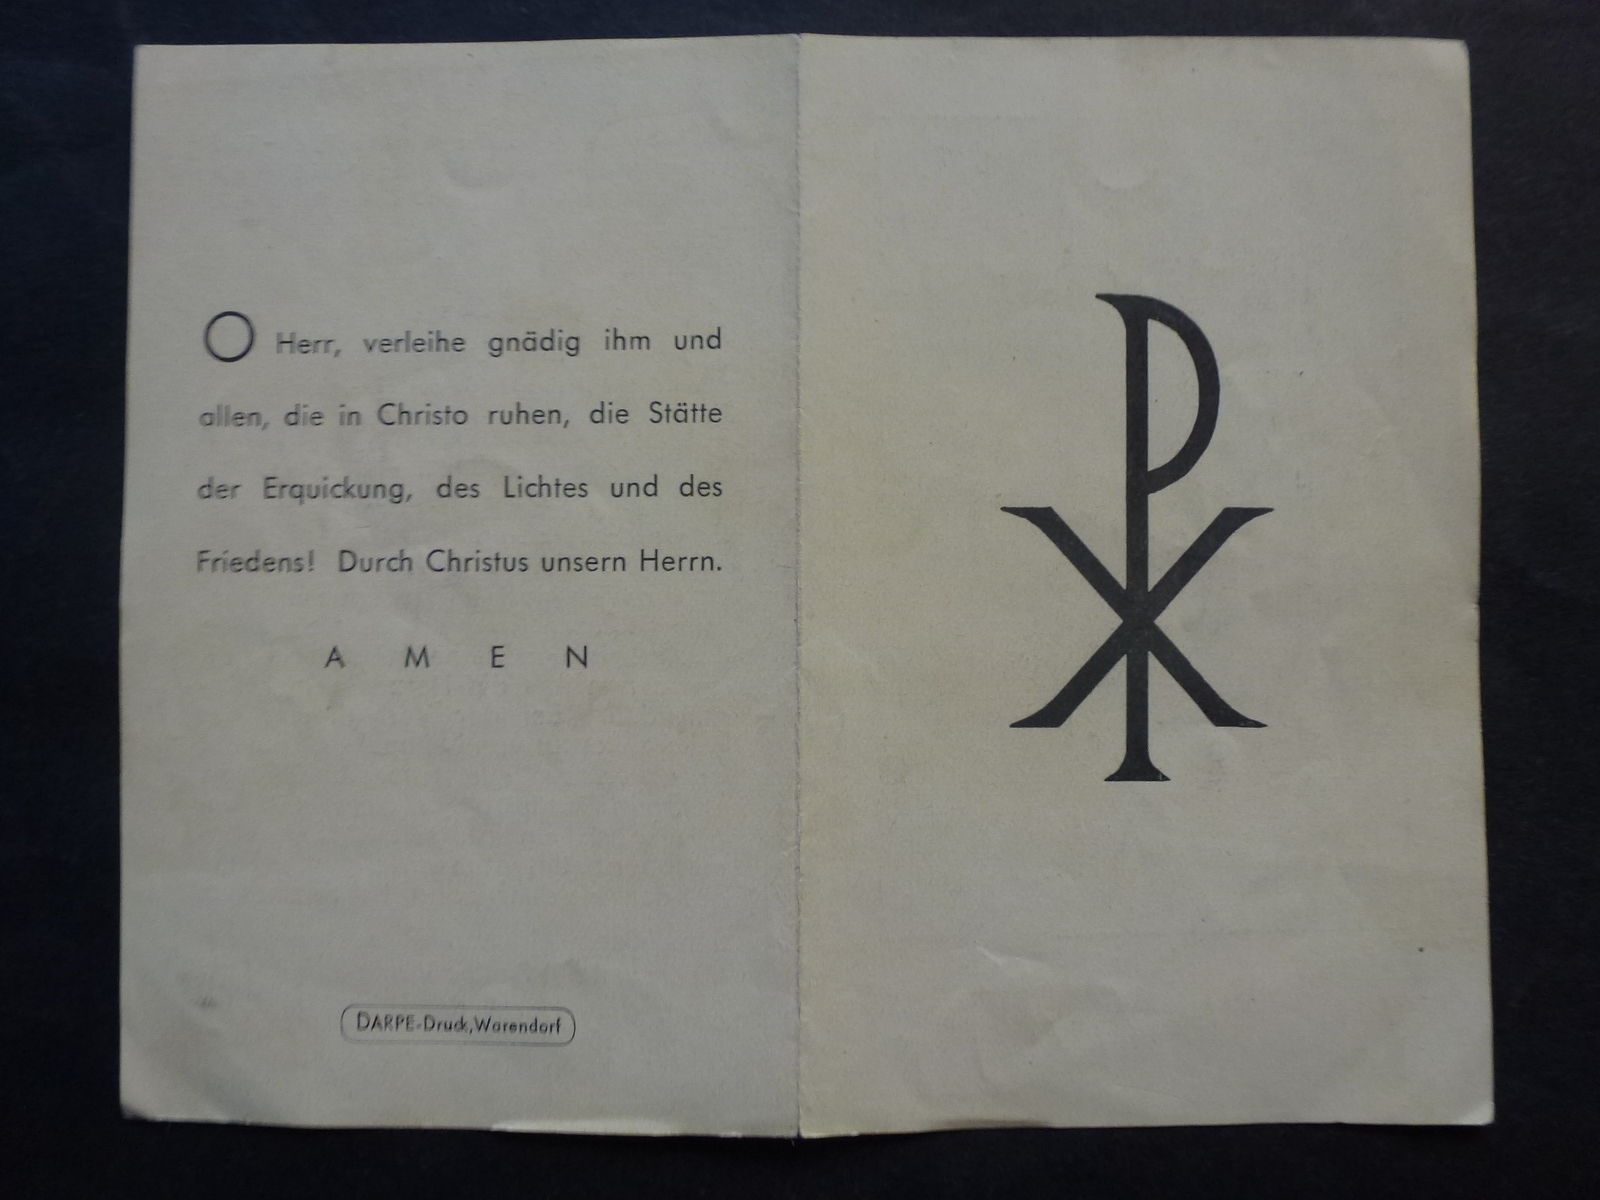 O Herr, verleihe gnädig ihm und
allen, die in Christo ruhen, die Stätte
der Erquickung, des Lichtes und des
Friedens! Durch Christus unsern Herrn.
A M E N
DARPE-Druck, Warendorf